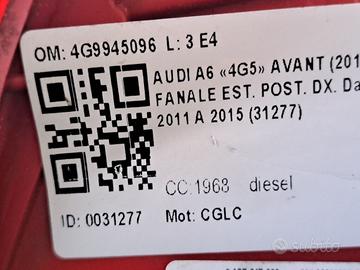 OM: 4G9945096 L: 3 E4
AUDI A6 «4G5» AVANT (201
FANALE EST. POST. DX. Da
2011 A 2015 (31277)
CC:1968 diesel
ID: 0031277 Mot: CGLC
subito